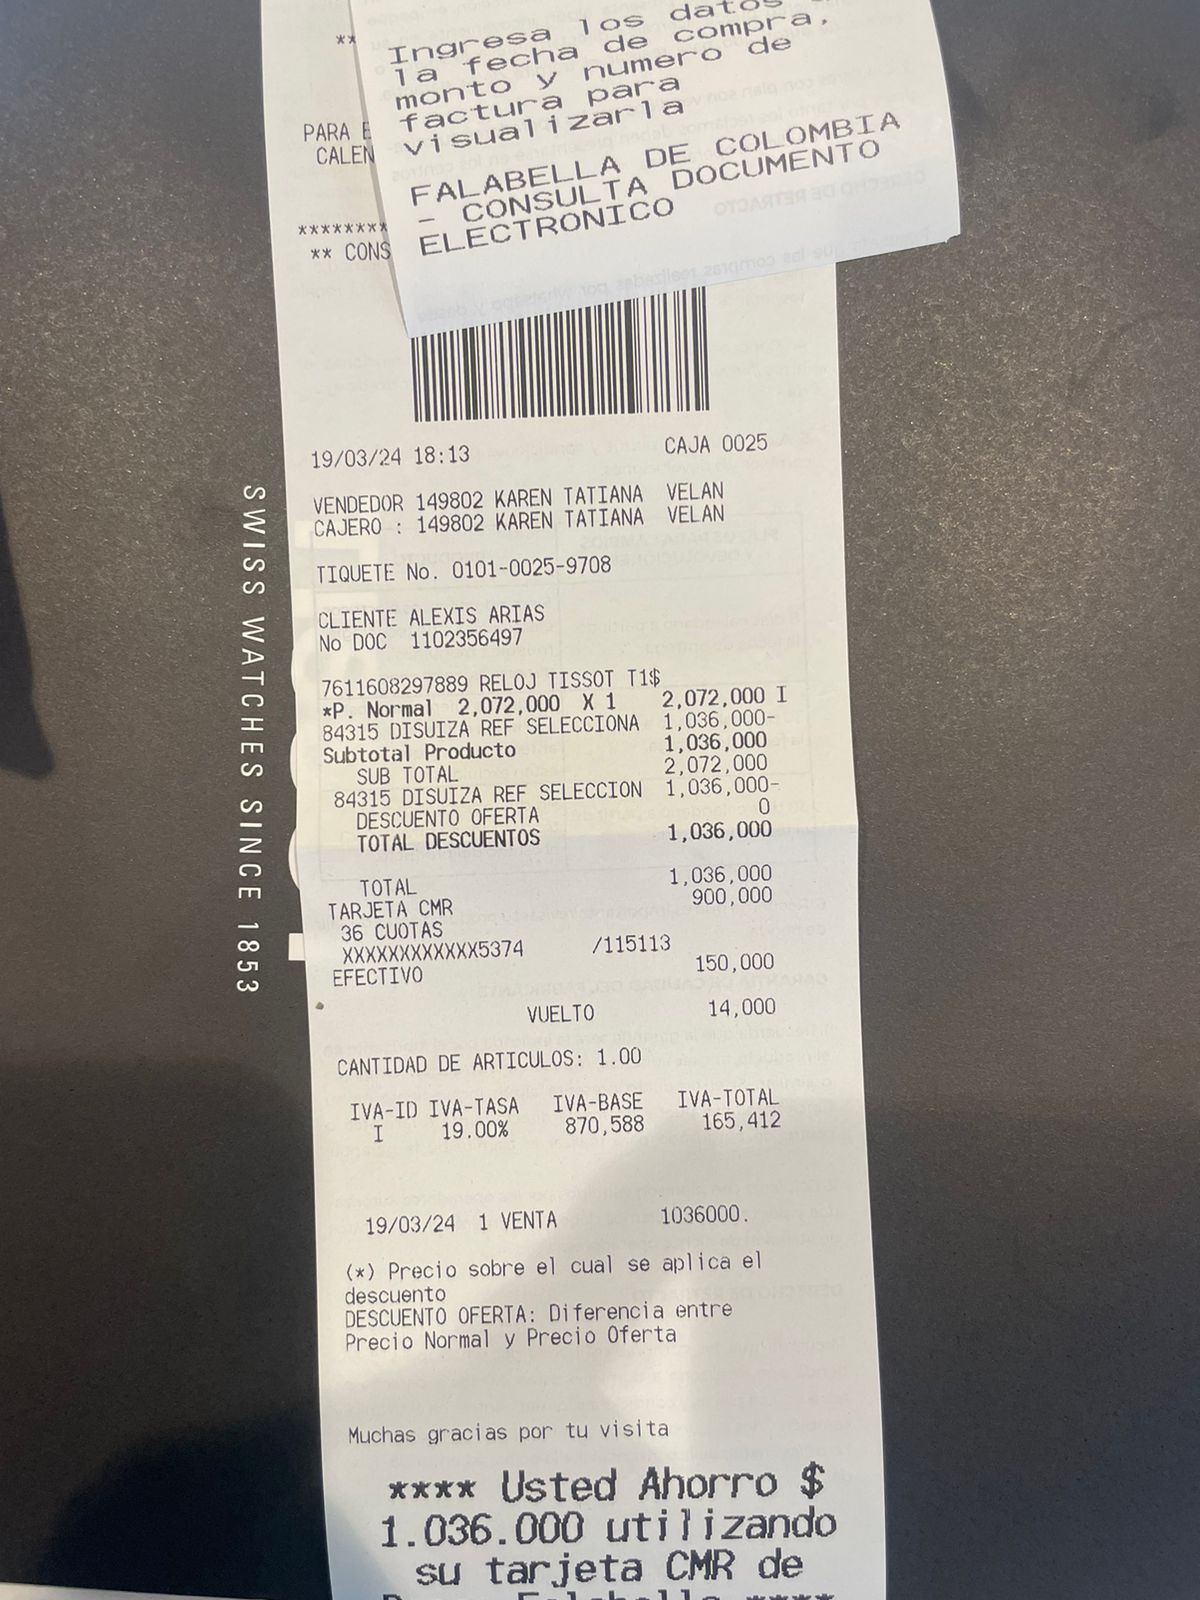 Ingresa los datos
la fecha de compra,
monto y numero de
factura para
visualizarla
FALABELLA DE COLOMBIA
- CONSULTA DOCUMENTO
ELECTRONICO
**
PARA
CALEN
********
** CONS
19/03/24 18:13 CAJA 0025
VENDEDOR 149802 KAREN TATIANA VELAN
CAJERO : 149802 KAREN TATIANA VELAN
TIQUETE No. 0101-0025-9708
CLIENTE ALEXIS ARIAS
No DOC 1102356497
7611608297889 RELOJ TISSOT T1$
*P. Normal 2,072,000 X 1 2,072,000 I
84315 DISUIZA REF SELECCIONA 1,036,000-
Subtotal Producto 1,036,000
SUB TOTAL 2,072,000
84315 DISUIZA REF SELECCION 1,036,000-
DESCUENTO OFERTA 0
TOTAL DESCUENTOS 1,036,000
TOTAL 1,036,000
TARJETA CMR 900,000
36 CUOTAS
XXXXXXXXXXXX5374 /115113
EFECTIVO 150,000
VUELTO 14,000
CANTIDAD DE ARTICULOS: 1.00
IVA-ID IVA-TASA IVA-BASE IVA-TOTAL
I 19.00% 870,588 165,412
19/03/24 1 VENTA 1036000.
(*) Precio sobre el cual se aplica el
descuento
DESCUENTO OFERTA: Diferencia entre
Precio Normal y Precio Oferta
Muchas gracias por tu visita
**** Usted Ahorro $
1.036.000 utilizando
su tarjeta CMR de
SWISS WATCHES SINCE 1853